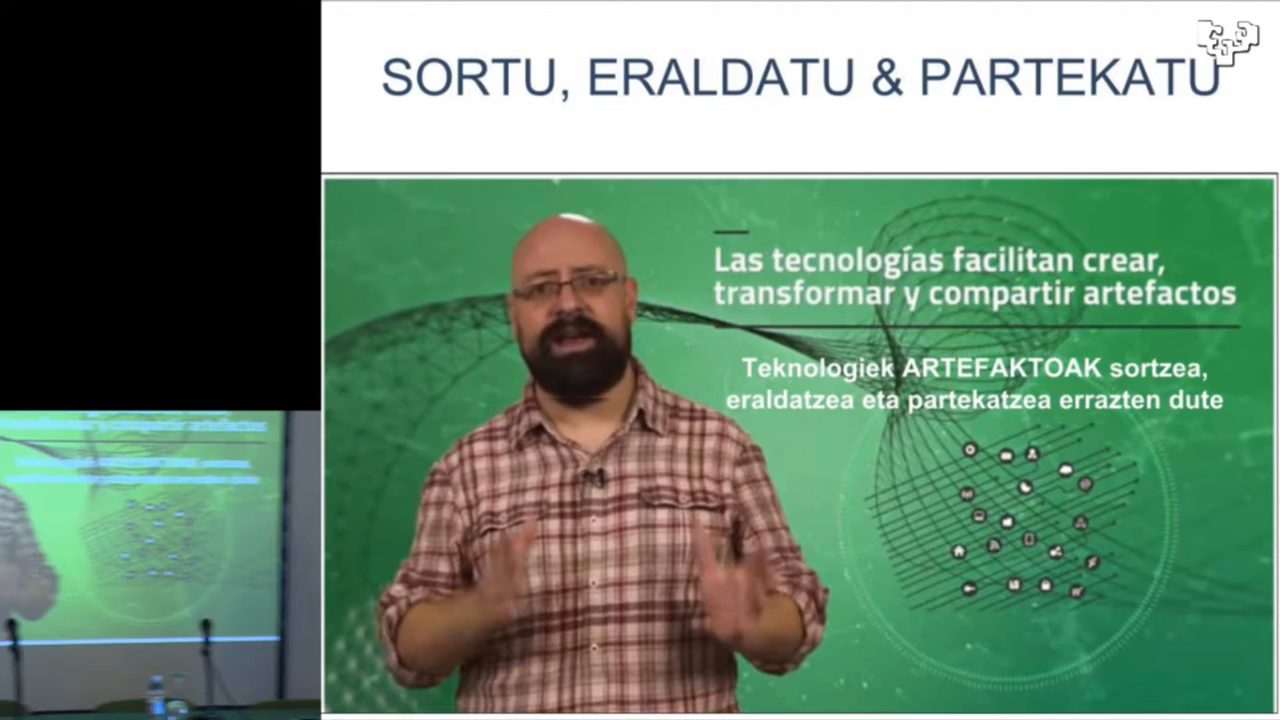 SORTU, ERALDATU & PARTEKATU
Las tecnologías facilitan crear,
transformar y compartir artefactos
Teknologiek ARTEFAKTOAK sortzea,
eraldatzea eta partekatzea errazten dute